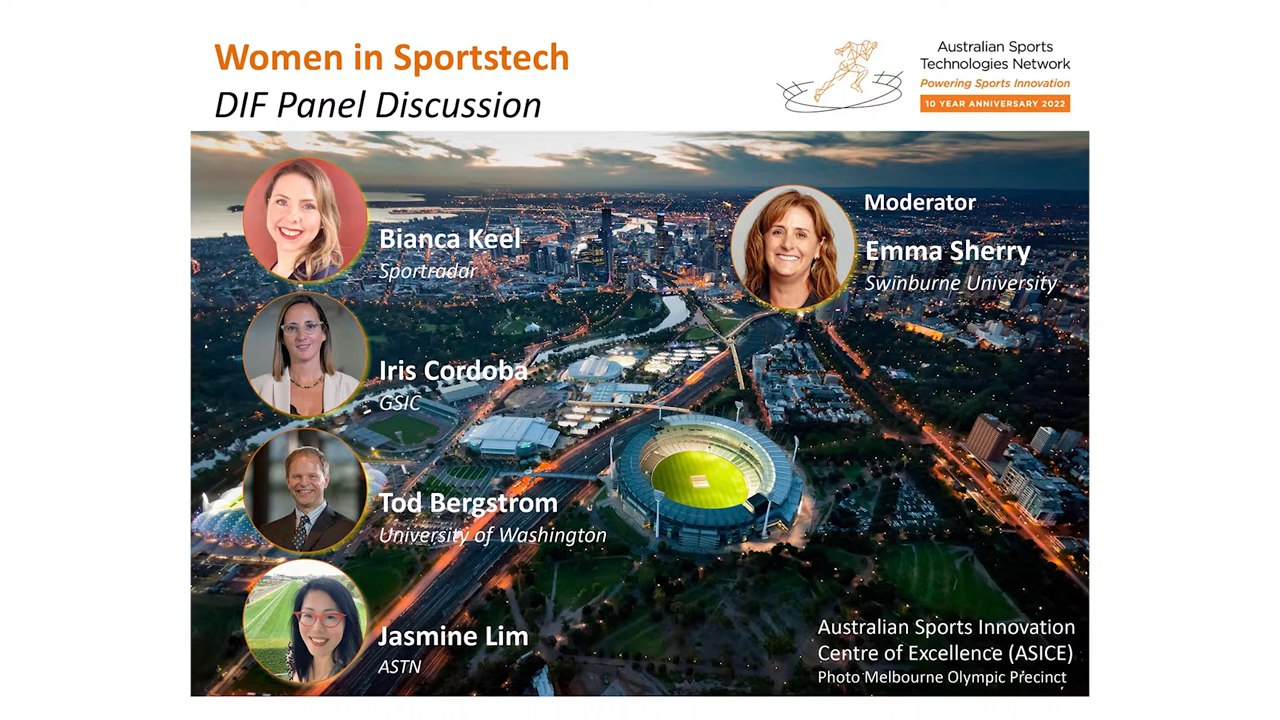 Women in Sportstech
DIF Panel Discussion
Australian Sports
Technologies Network
Powering Sports Innovation
10 YEAR ANNIVERSARY 2022
Bianca Keel
Sportradar
Iris Cordoba
GSIC
Tod Bergstrom
University of Washington
Jasmine Lim
ASTN
Moderator
Emma Sherry
Swinburne University
Australian Sports Innovation
Centre of Excellence (ASICE)
Photo Melbourne Olympic Precinct